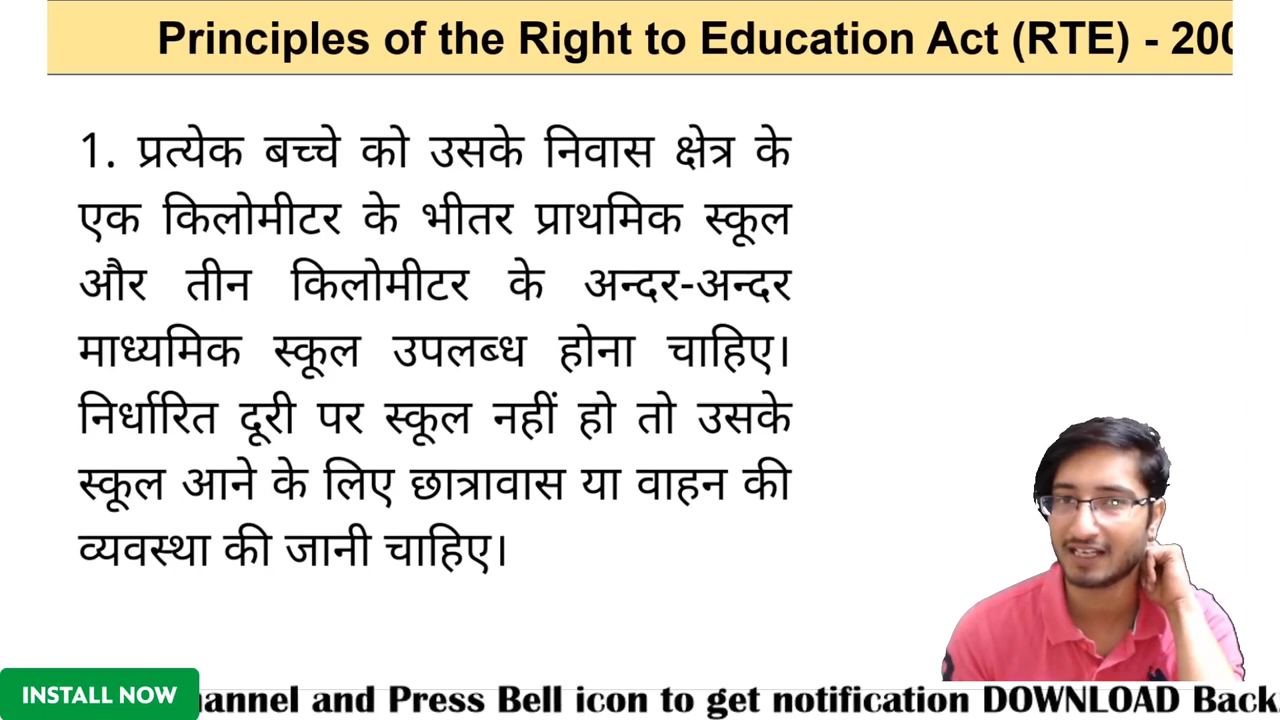 Principles of the Right to Education Act (RTE) - 200
1. प्रत्येक बच्चे को उसके निवास क्षेत्र के
एक किलोमीटर के भीतर प्राथमिक स्कूल
और तीन किलोमीटर के अन्दर-अन्दर
माध्यमिक स्कूल उपलब्ध होना चाहिए।
निर्धारित दूरी पर स्कूल नहीं हो तो उसके
स्कूल आने के लिए छात्रावास या वाहन की
व्यवस्था की जानी चाहिए।
INSTALL NOW
hannel and Press Bell icon to get notification DOWNLOAD Back